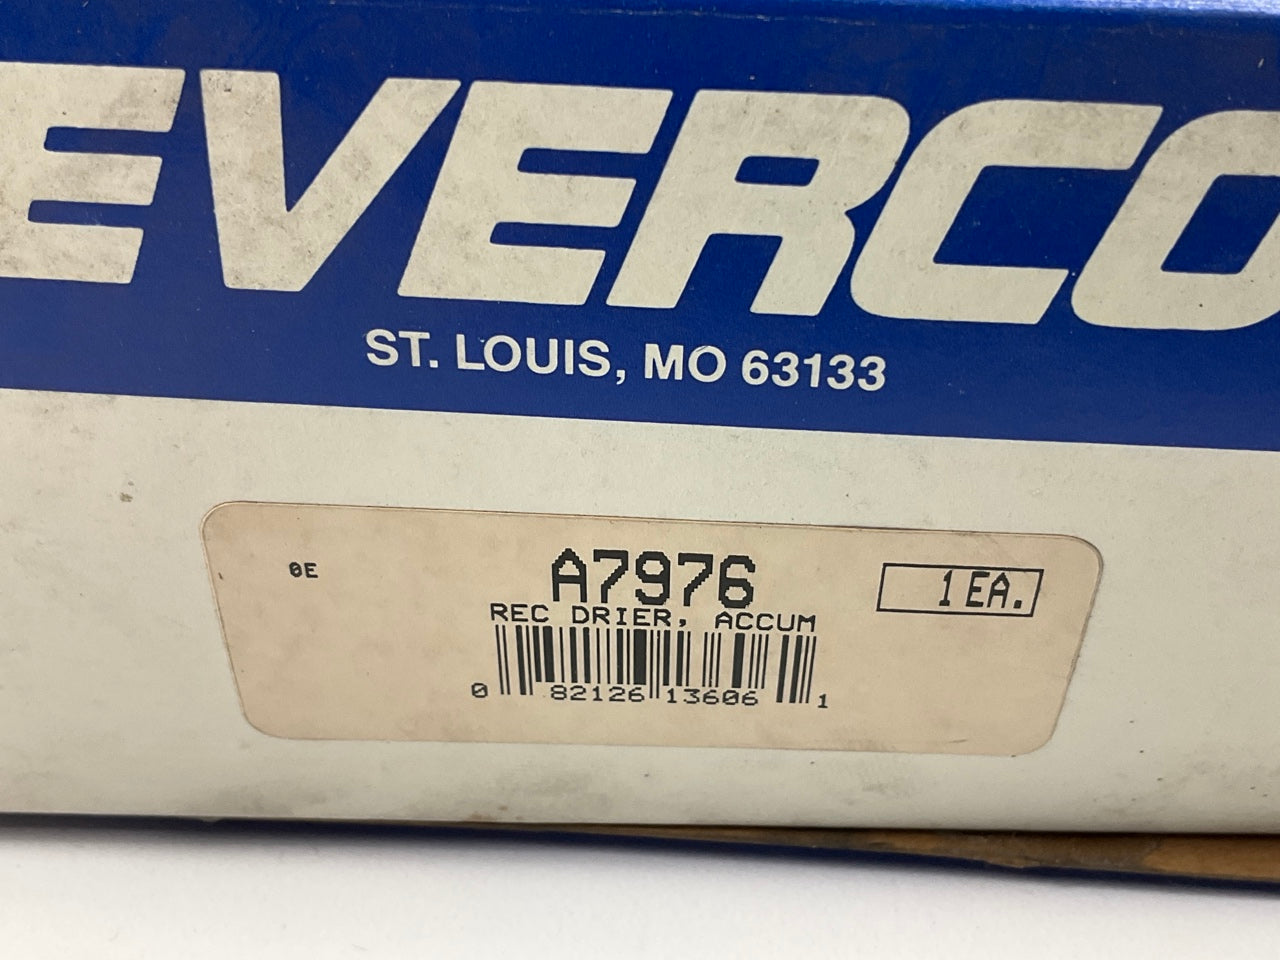 EVERCO
ST. LOUIS, MO 63133
0E
A7976
1 EA.
REC DRIER, ACCUM
0 82126 13606 1